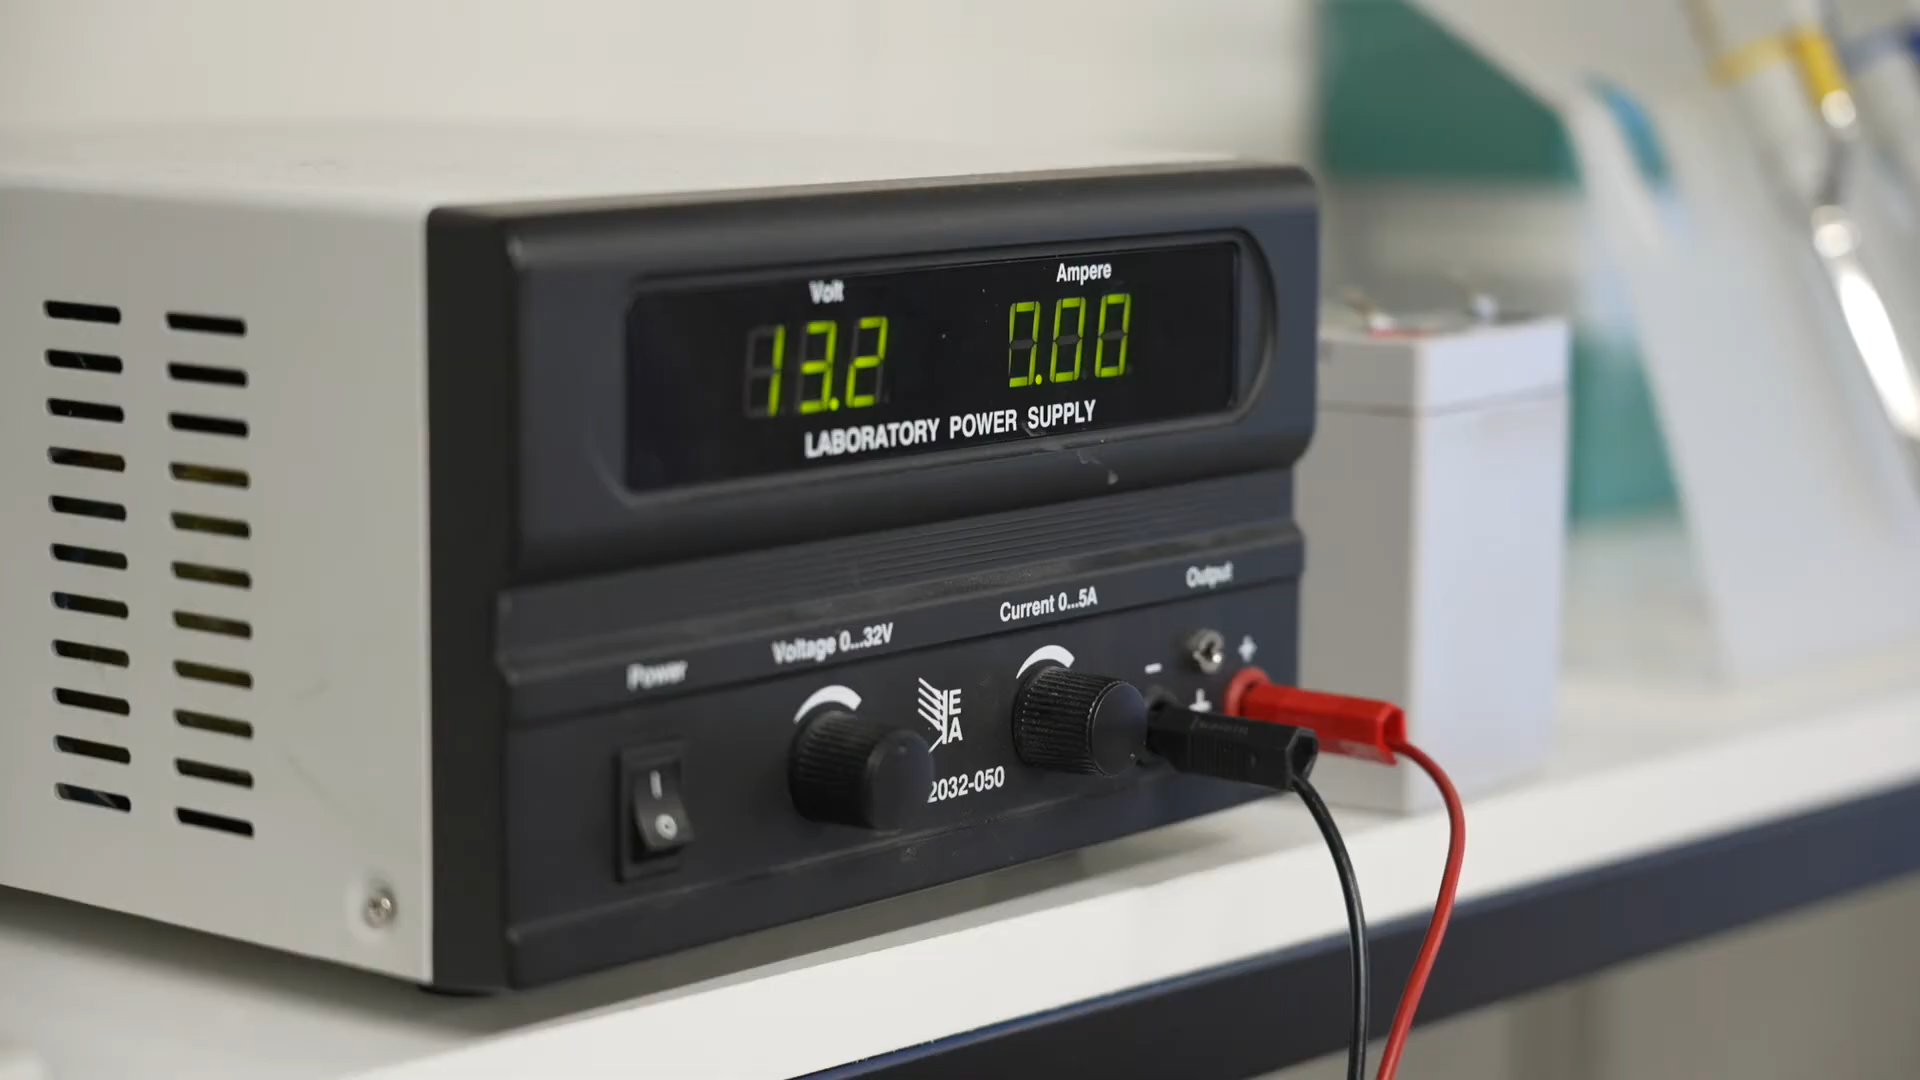 Volt
Ampere
13.2
0.00
LABORATORY POWER SUPPLY
Power
Voltage 0...32V
Current 0...5A
Output
- +
EA
2032-050